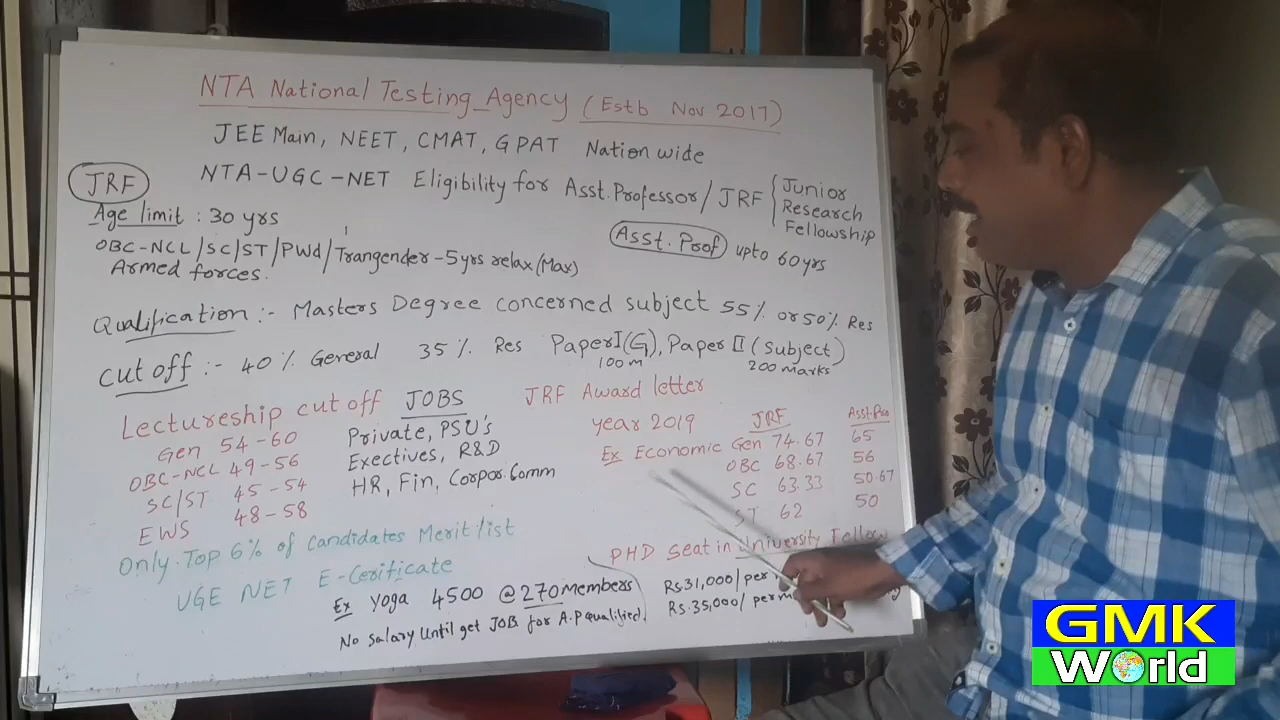 NTA National Testing Agency (Estb Nov 2017)
JEE Main, NEET, CMAT, GPAT Nation wide
NTA-UGC-NET Eligibility for Asst. Professor / JRF { Junior
Research
Fellowship
JRF
Age limit : 30 yrs
OBC-NCL/SC/ST/PWd/Trangender-5yrs relax(Max)
Armed forces.
Asst. Prof upto 60yrs
Qualification :- Masters Degree concerned subject 55% or 50% Res
cut off :- 40% General 35% Res Paper I (G), Paper II (Subject)
100m 200 marks
Lectureship cut off
Gen 54-60
OBC-NCL 49-56
SC/ST 45-54
EWS 48-58
JOBS
Private, PSU's
Exectives, R&D
HR, Fin, Corpor. Comm
JRF Award letter
year 2019 JRF Asst.Pro
Ex Economic Gen 74.67 65
OBC 68.67 56
SC 63.33 50.67
ST 62 50
Only Top 6% of candidates Merit list
UGE NET E-Cerificate
Ex Yoga 4500 @ 270 members
No Salary Until get JOB for A.P qualified.
PHD Seat in University Fellow
Rs.31,000/per
Rs.35,000/ per
GMK
World